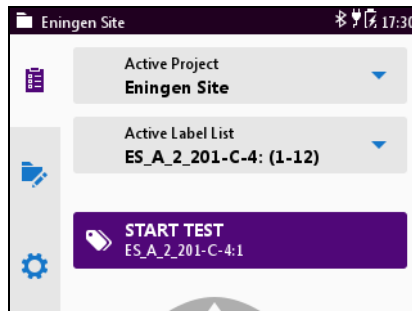 Eningen Site
17:30
Active Project
Eningen Site
Active Label List
ES_A_2_201-C-4: (1-12)
START TEST
ES_A_2_201-C-4:1